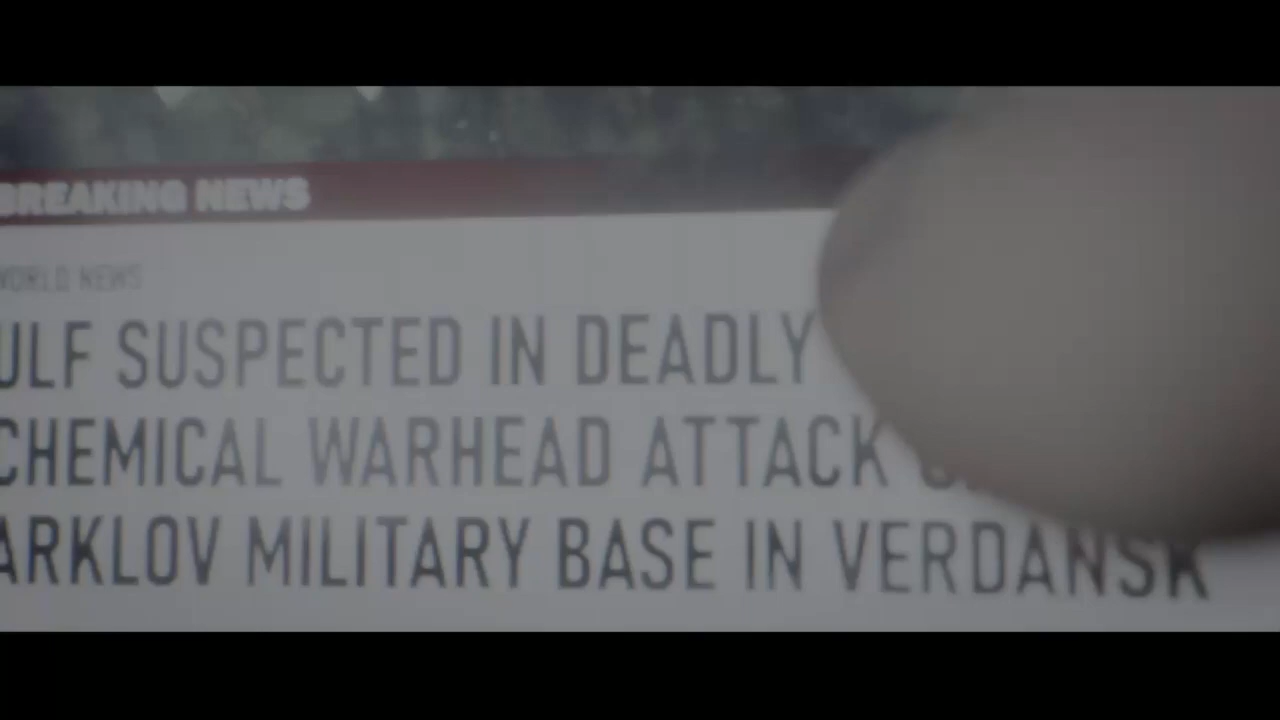 BREAKING NEWS
WORLD NEWS
ULF SUSPECTED IN DEADLY
CHEMICAL WARHEAD ATTACK
ARKLOV MILITARY BASE IN VERDANSK